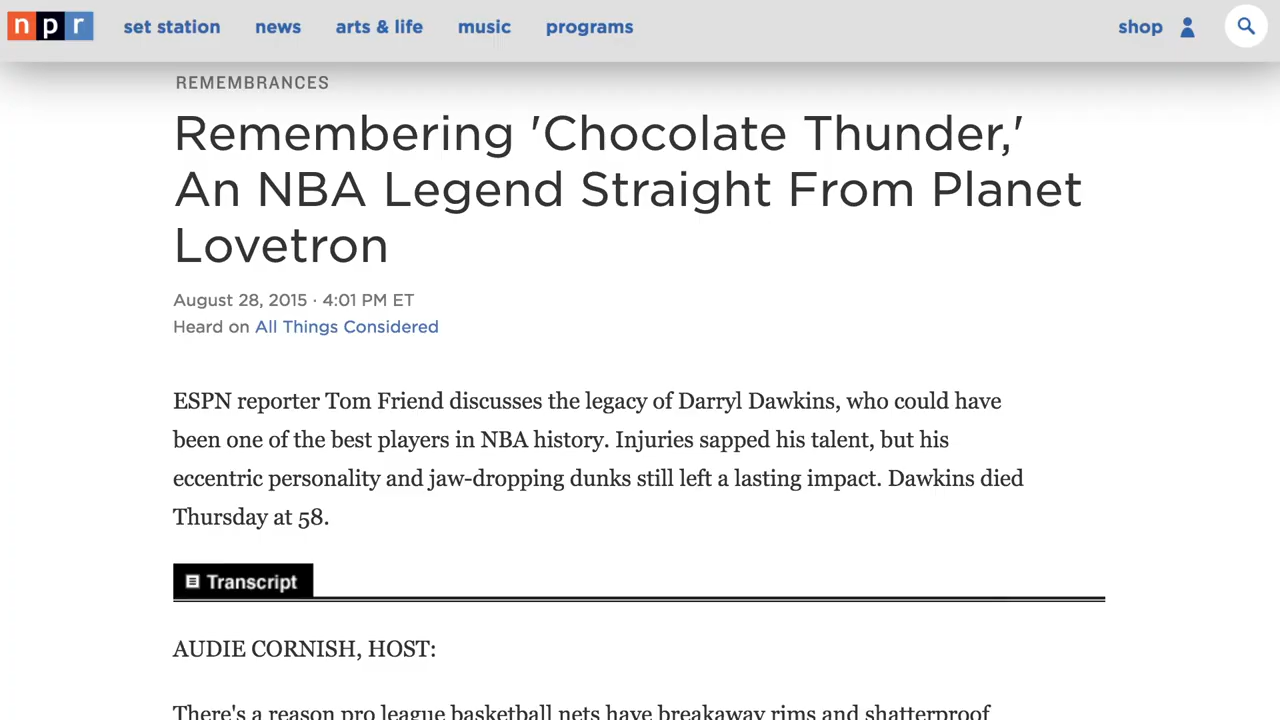 npr set station news arts & life music programs shop
REMEMBRANCES
Remembering 'Chocolate Thunder,'
An NBA Legend Straight From Planet
Lovetron
August 28, 2015 · 4:01 PM ET
Heard on All Things Considered
ESPN reporter Tom Friend discusses the legacy of Darryl Dawkins, who could have
been one of the best players in NBA history. Injuries sapped his talent, but his
eccentric personality and jaw-dropping dunks still left a lasting impact. Dawkins died
Thursday at 58.
Transcript
AUDIE CORNISH, HOST:
There's a reason pro league basketball nets have breakaway rims and shatterproof